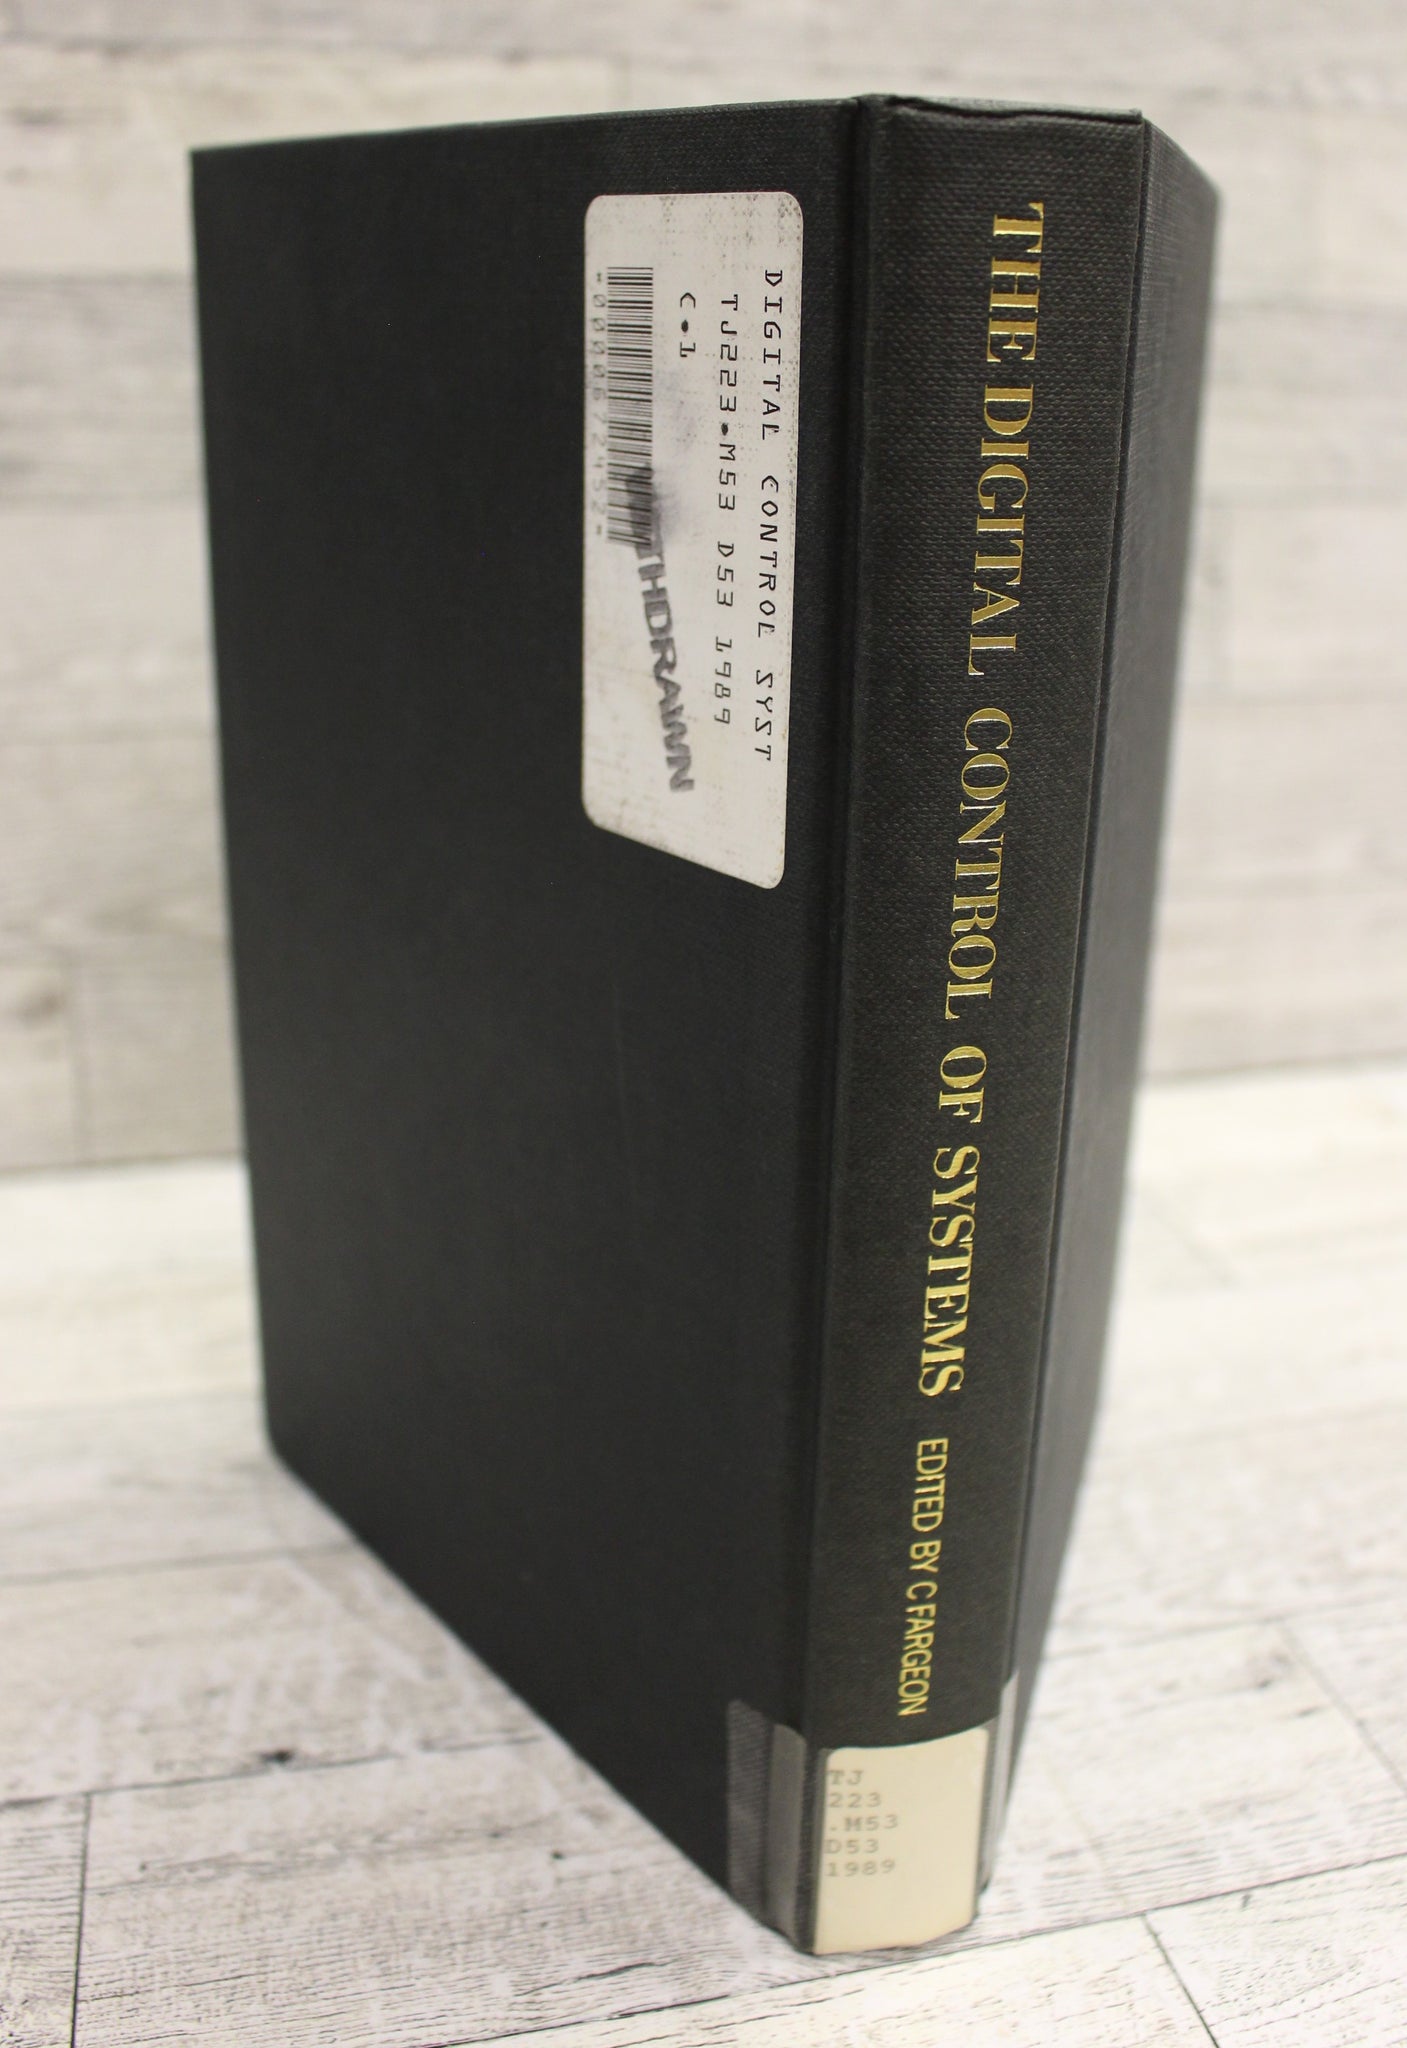 DIGITAL CONTROL SYST
TJ223.M53 D53 1989
C.1
*0000672452*
THE DIGITAL CONTROL OF SYSTEMS EDITED BY C FARGEON
TJ
223
.M53
D53
1989